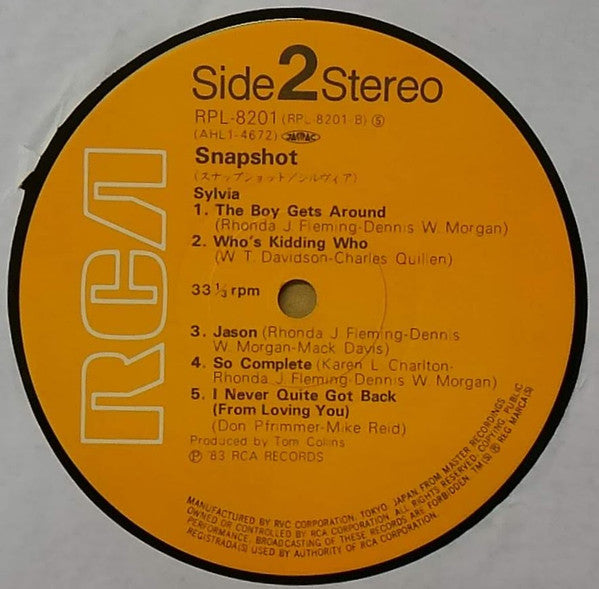 RCA
Side 2 Stereo
RPL-8201 (RPL-8201 B) Ⓢ
(AHL1-4672) JASRAC
Snapshot
(スナップショット/シルヴィア)
Sylvia
1. The Boy Gets Around
(Rhonda J. Fleming-Dennis W. Morgan)
2. Who's Kidding Who
(W. T. Davidson-Charles Quillen)
33 1/3 rpm
3. Jason (Rhonda J. Fleming-Dennis
W. Morgan-Mack Davis)
4. So Complete (Karen L. Charlton-
Rhonda J. Fleming-Dennis W. Morgan)
5. I Never Quite Got Back
(From Loving You)
(Don Pfrimmer-Mike Reid)
Produced by Tom Collins
Ⓟ '83 RCA RECORDS
MANUFACTURED BY RVC CORPORATION, TOKYO, JAPAN FROM MASTER RECORDINGS
OWNED OR CONTROLLED BY RCA CORPORATION. ALL RIGHTS RESERVED. COPYING, PUBLIC
PERFORMANCE, BROADCASTING OF THESE RECORDS ARE FORBIDDEN TM(S) ® REG MARCA(S)
REGISTRADA(S) USED BY AUTHORITY OF RCA CORPORATION.